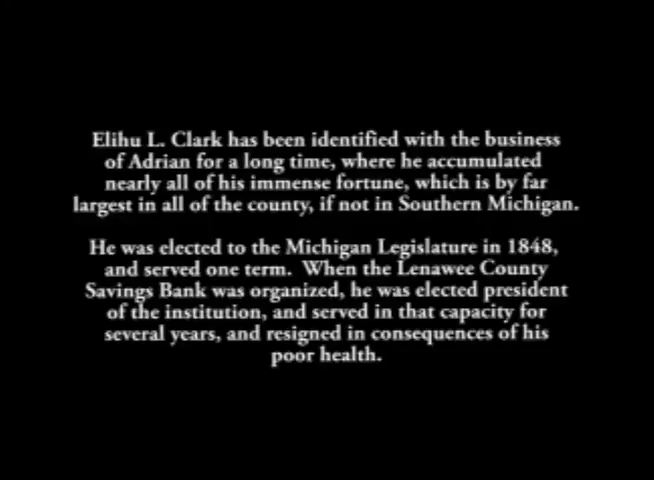 Elihu L. Clark has been identified with the business
of Adrian for a long time, where he accumulated
nearly all of his immense fortune, which is by far
largest in all of the county, if not in Southern Michigan.
He was elected to the Michigan Legislature in 1848,
and served one term. When the Lenawee County
Savings Bank was organized, he was elected president
of the institution, and served in that capacity for
several years, and resigned in consequences of his
poor health.